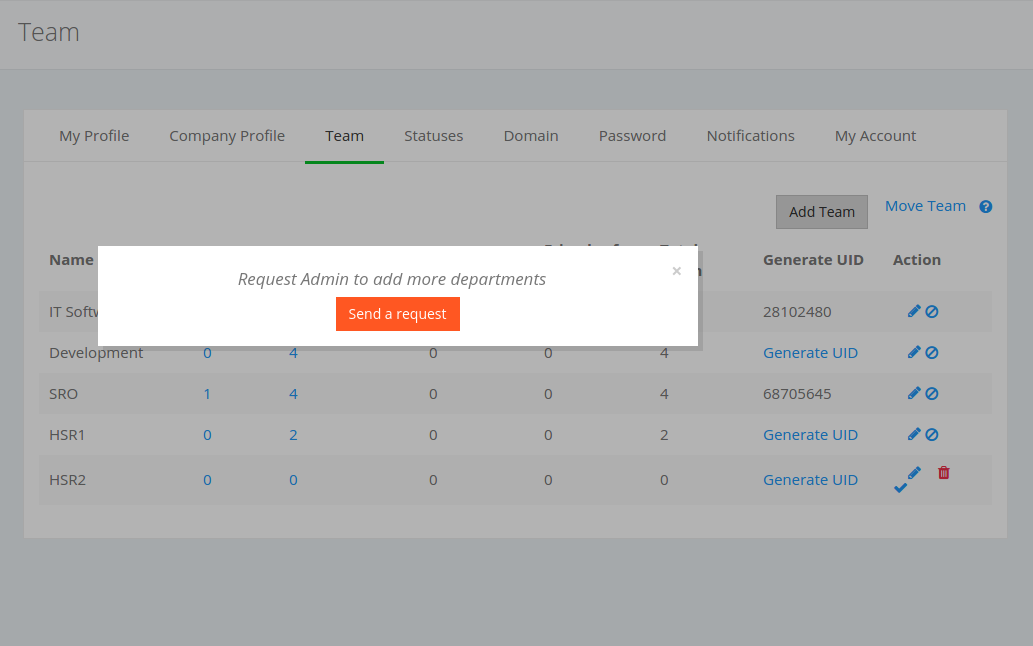 Team
My Profile Company Profile Team Statuses Domain Password Notifications My Account
Add Team Move Team
Name Generate UID Action
Request Admin to add more departments ×
Send a request
IT 28102480
Development 0 4 0 0 4 Generate UID
SRO 1 4 0 0 4 68705645
HSR1 0 2 0 0 2 Generate UID
HSR2 0 0 0 0 0 Generate UID